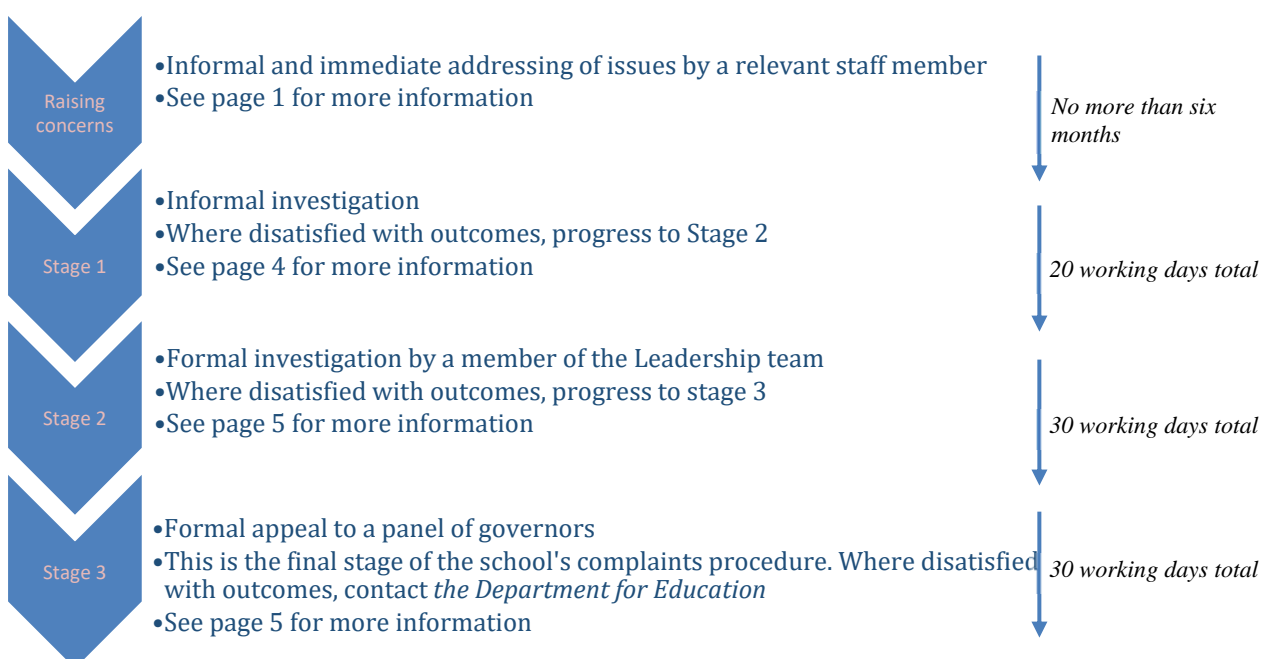 Raising
concerns
•Informal and immediate addressing of issues by a relevant staff member
•See page 1 for more information
No more than six
months
Stage 1
•Informal investigation
•Where disatisfied with outcomes, progress to Stage 2
•See page 4 for more information
20 working days total
Stage 2
•Formal investigation by a member of the Leadership team
•Where disatisfied with outcomes, progress to stage 3
•See page 5 for more information
30 working days total
Stage 3
•Formal appeal to a panel of governors
•This is the final stage of the school's complaints procedure. Where disatisfied
with outcomes, contact the Department for Education
•See page 5 for more information
30 working days total